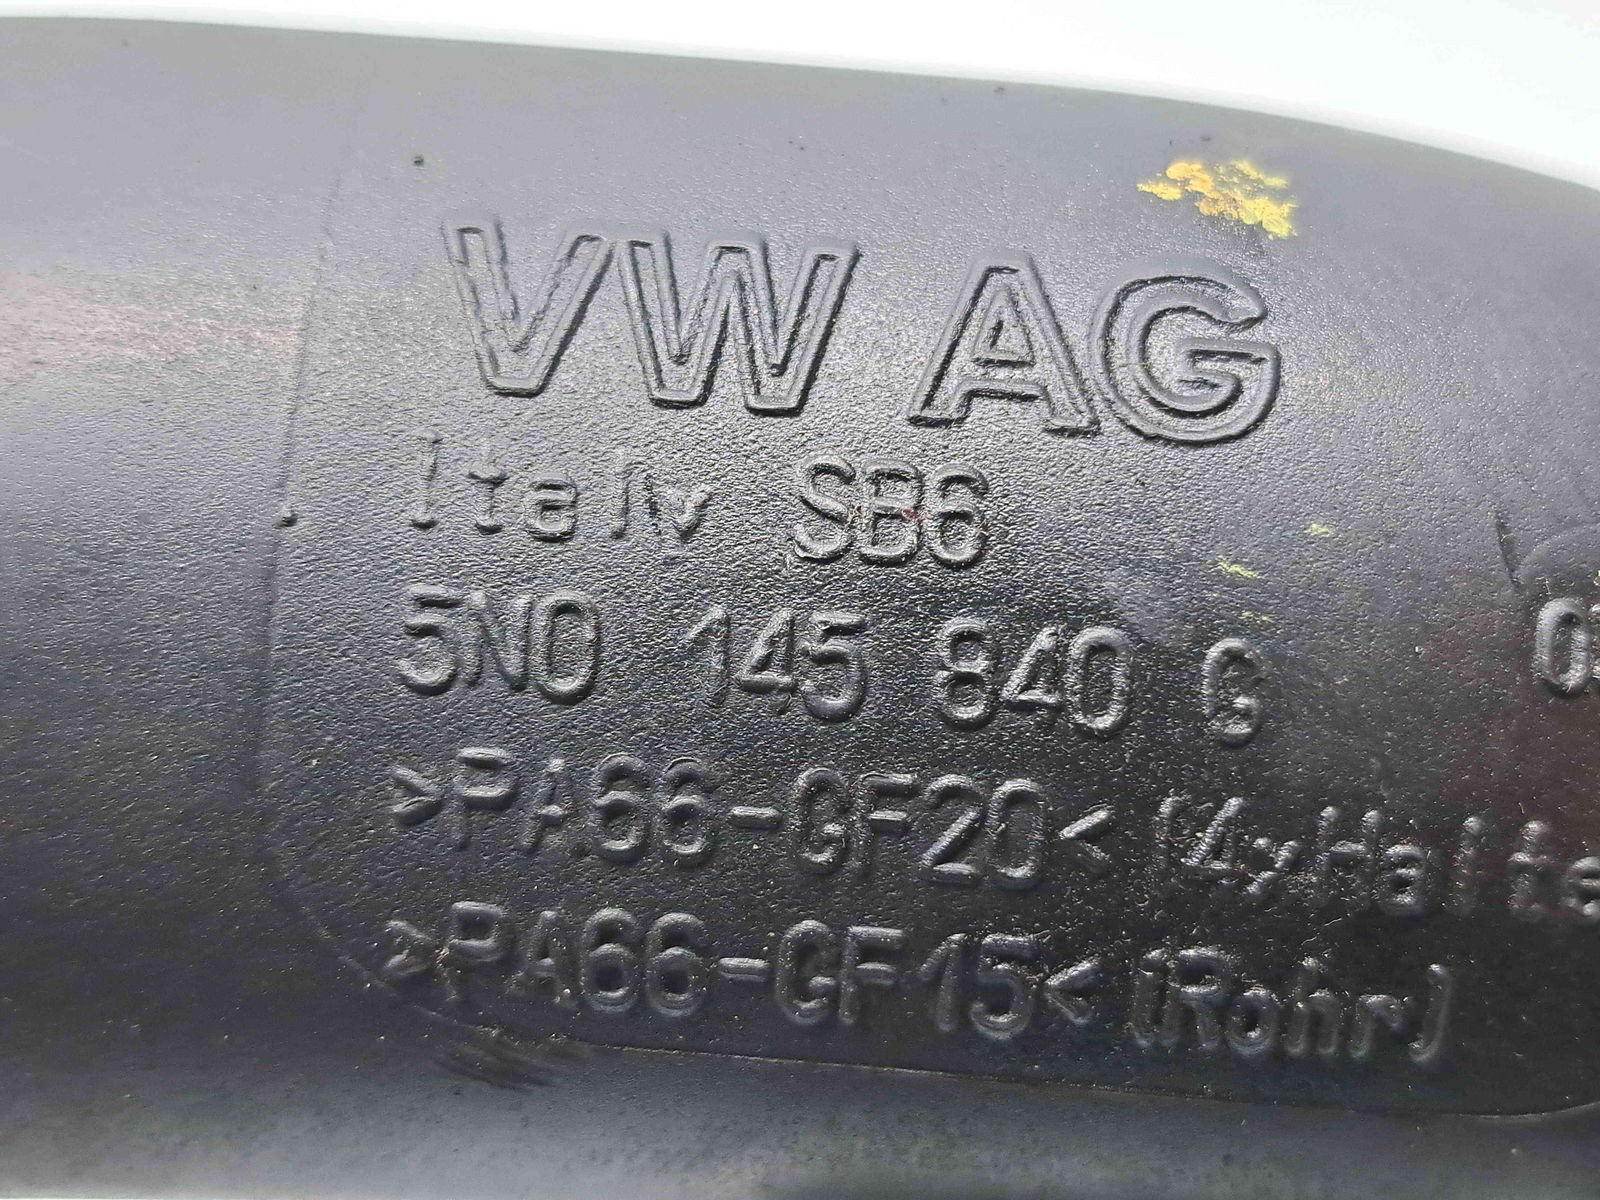 VW AG
Italy SB6
5N0 145 840 G
>PA66-GF20< (4xHalte
>PA66-GF15< (Rohr)